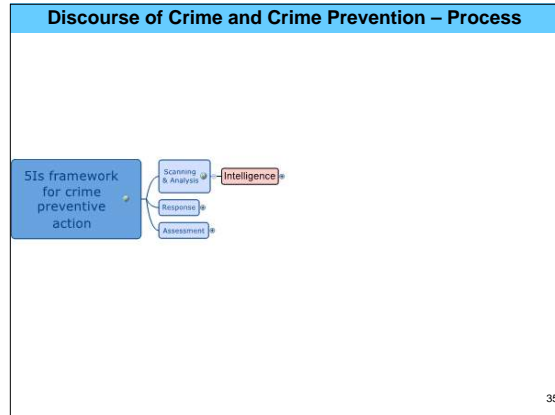 Discourse of Crime and Crime Prevention – Process
5Is framework
for crime
preventive
action
Scanning
& Analysis
Intelligence
Response
Assessment
35